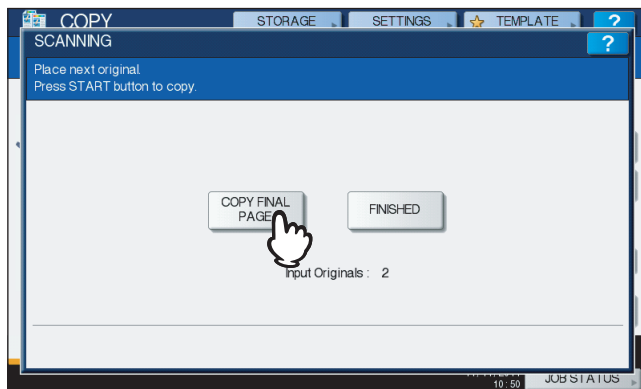 COPY STORAGE SETTINGS TEMPLATE ?
SCANNING ?
Place next original.
Press START button to copy.
COPY FINAL
PAGE
FINISHED
Input Originals : 2
10 : 50 JOB STATUS